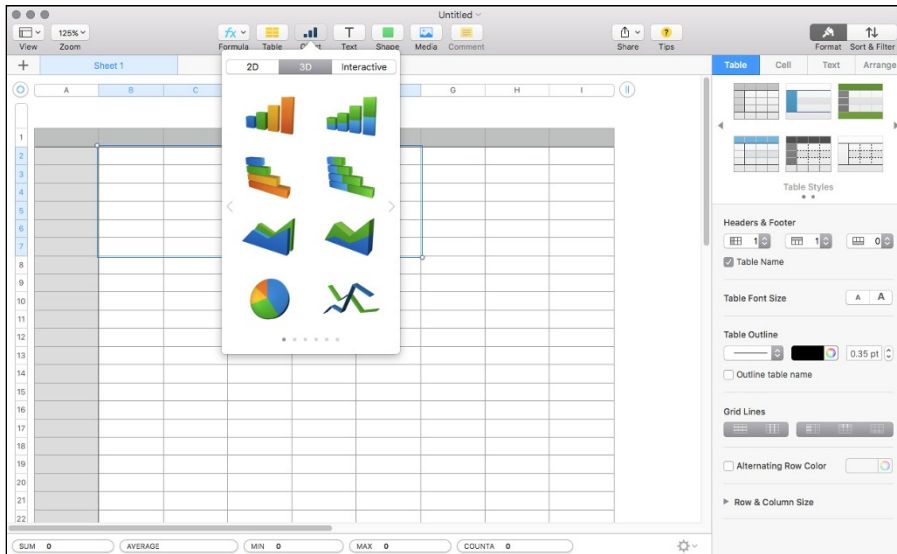 Untitled
125%
View Zoom Formula Table Chart Text Shape Media Comment Share Tips Format Sort & Filter
+ Sheet 1
2D 3D Interactive
Table Cell Text Arrange
A B C G H I
1
2
3
4
5
6
7
8
9
10
11
12
13
14
15
16
17
18
19
20
21
22
Table Styles
Headers & Footer
1 1 0
Table Name
Table Font Size A A
Table Outline
0.35 pt
Outline table name
Grid Lines
Alternating Row Color
Row & Column Size
SUM 0 AVERAGE MIN 0 MAX 0 COUNTA 0